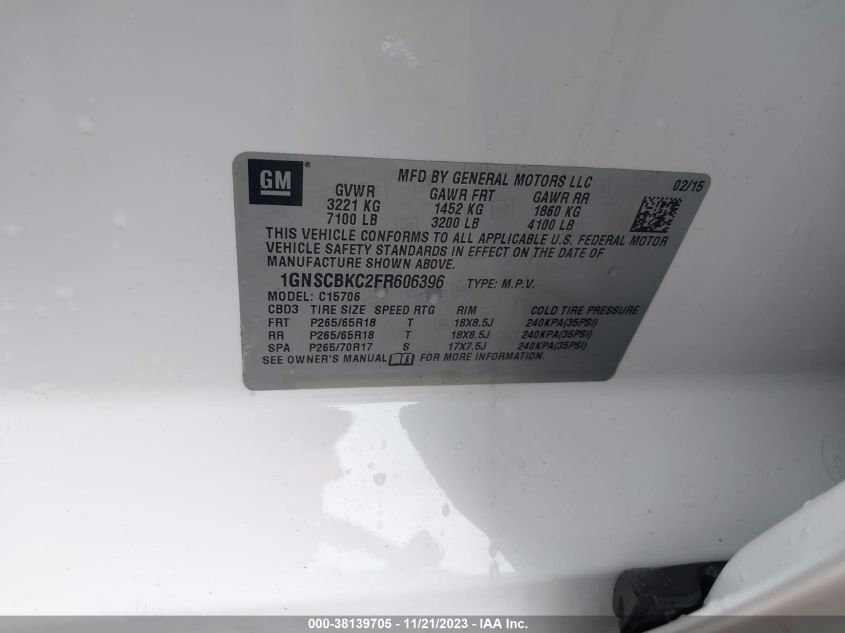 GM®
MFD BY GENERAL MOTORS LLC 02/15
GVWR GAWR FRT GAWR RR
3221 KG 1452 KG 1860 KG
7100 LB 3200 LB 4100 LB
THIS VEHICLE CONFORMS TO ALL APPLICABLE U.S. FEDERAL MOTOR
VEHICLE SAFETY STANDARDS IN EFFECT ON THE DATE OF
MANUFACTURE SHOWN ABOVE.
1GNSCBKC2FR606396 TYPE: M.P.V.
MODEL: C15706
CBD3 TIRE SIZE SPEED RTG RIM COLD TIRE PRESSURE
FRT P265/65R18 T 18X8.5J 240KPA(35PSI)
RR P265/65R18 T 18X8.5J 240KPA(35PSI)
SPA P265/70R17 S 17X7.5J 240KPA(35PSI)
SEE OWNER'S MANUAL FOR MORE INFORMATION.
000-38139705 - 11/21/2023 - IAA Inc.